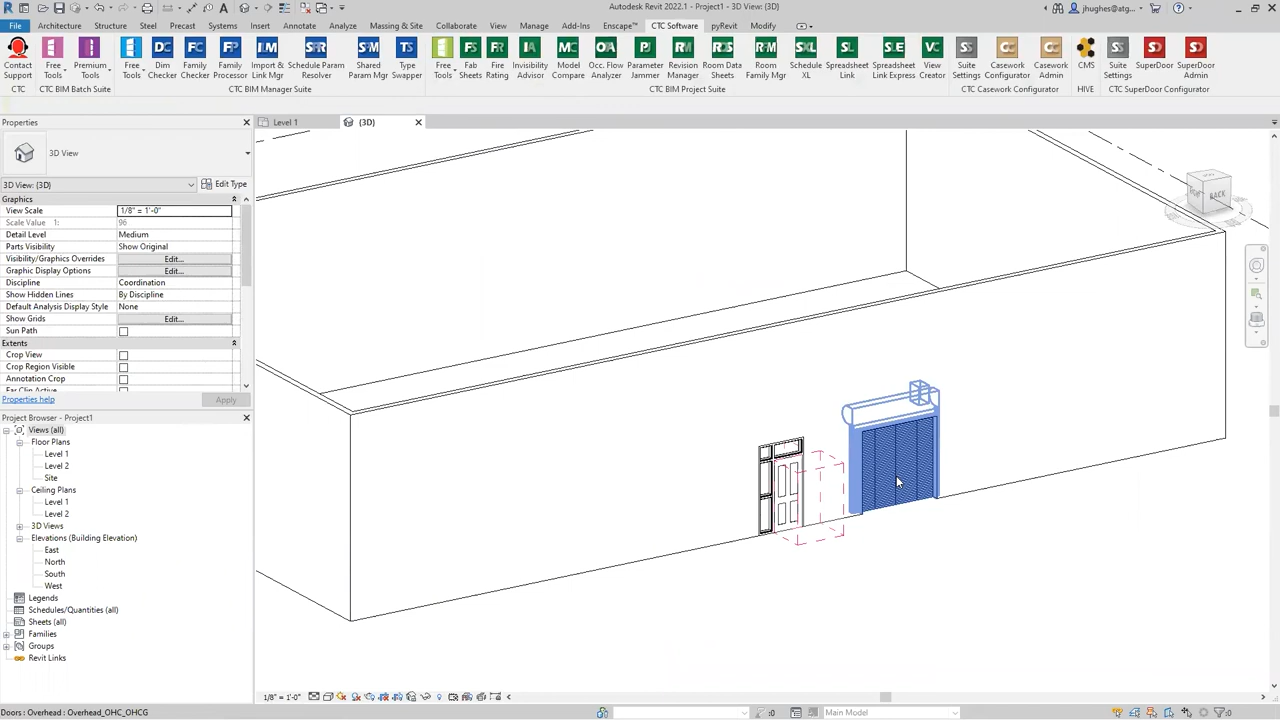 Autodesk Revit 2022.1 - Project1 - 3D View: {3D}
jhughes@atg...
File Architecture Structure Steel Precast Systems Insert Annotate Analyze Massing & Site Collaborate View Manage Add-Ins Enscape™ CTC Software pyRevit Modify
Contact Support
Free Tools
Premium Tools
Free Tools
Dim Checker
Family Checker
Family Processor
Import & Link Mgr
Schedule Param Resolver
Shared Param Mgr
Type Swapper
Free Tools
Fab Sheets
Fire Rating
Invisibility Advisor
Model Compare
Occ. Flow Analyzer
Parameter Jammer
Revision Manager
Room Data Sheets
Room Family Mgr
Schedule XL
Spreadsheet Link
Spreadsheet Link Express
View Creator
Suite Settings
Casework Configurator
Casework Admin
CMS
Suite Settings
SuperDoor
SuperDoor Admin
CTC CTC BIM Batch Suite CTC BIM Manager Suite CTC BIM Project Suite CTC Casework Configurator HIVE CTC SuperDoor Configurator
Properties
Level 1
{3D}
3D View
3D View: {3D} Edit Type
Graphics
View Scale 1/8" = 1'-0"
Scale Value 1: 96
Detail Level Medium
Parts Visibility Show Original
Visibility/Graphics Overrides Edit...
Graphic Display Options Edit...
Discipline Coordination
Show Hidden Lines By Discipline
Default Analysis Display Style None
Show Grids Edit...
Sun Path
Extents
Crop View
Crop Region Visible
Annotation Crop
Far Clip Active
Properties help Apply
Project Browser - Project1
Views (all)
Floor Plans
Level 1
Level 2
Site
Ceiling Plans
Level 1
Level 2
3D Views
Elevations (Building Elevation)
East
North
South
West
Legends
Schedules/Quantities (all)
Sheets (all)
Families
Groups
Revit Links
BACK
1/8" = 1'-0"
Doors : Overhead : Overhead_OHC_OHCG
:0
Main Model
:0